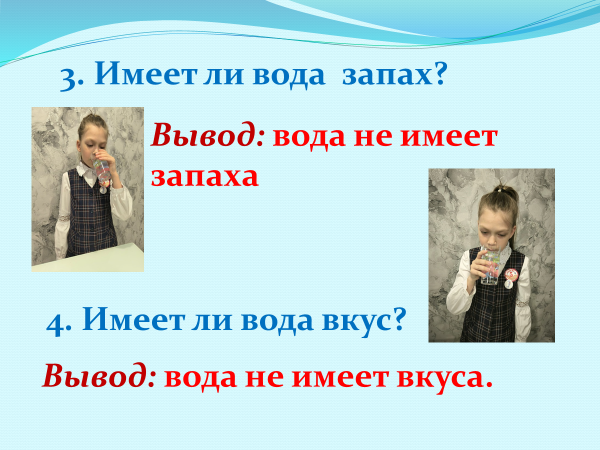 3. Имеет ли вода запах?
Вывод: вода не имеет
запаха
4. Имеет ли вода вкус?
Вывод: вода не имеет вкуса.